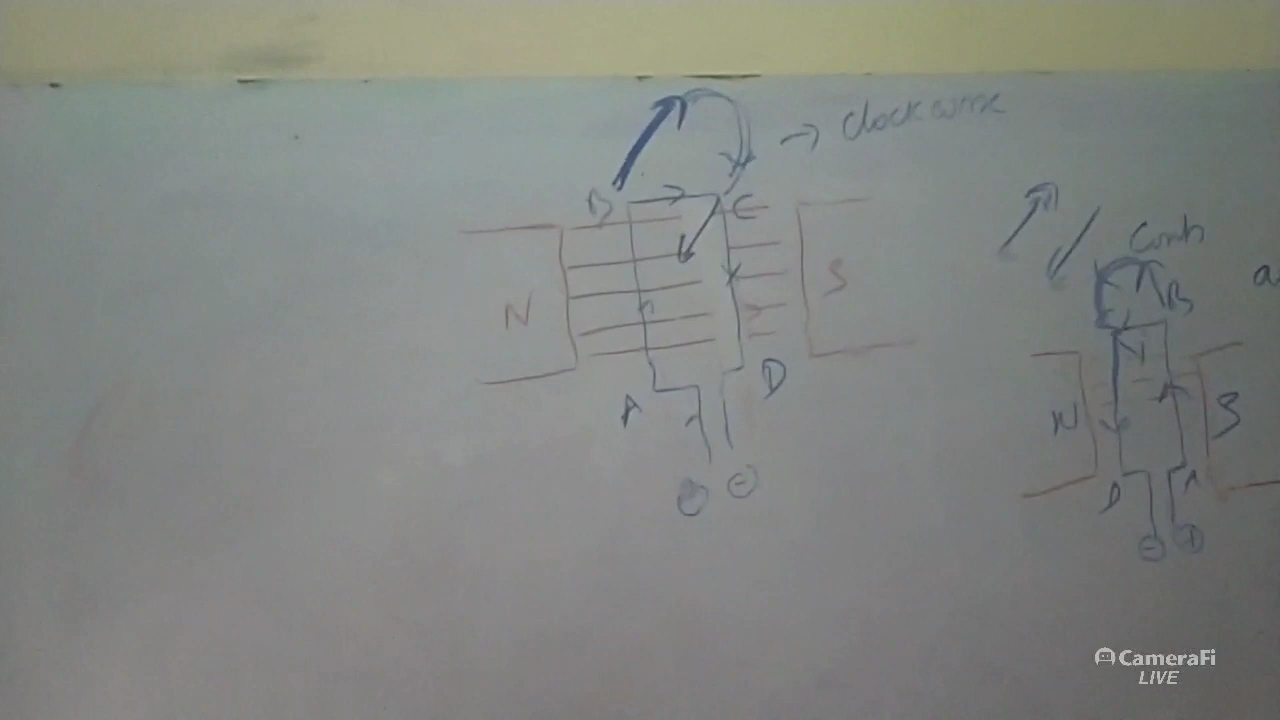 → clockwise
B C
N S
A D
+ −
B
N S
D A
− +
CameraFi
LIVE